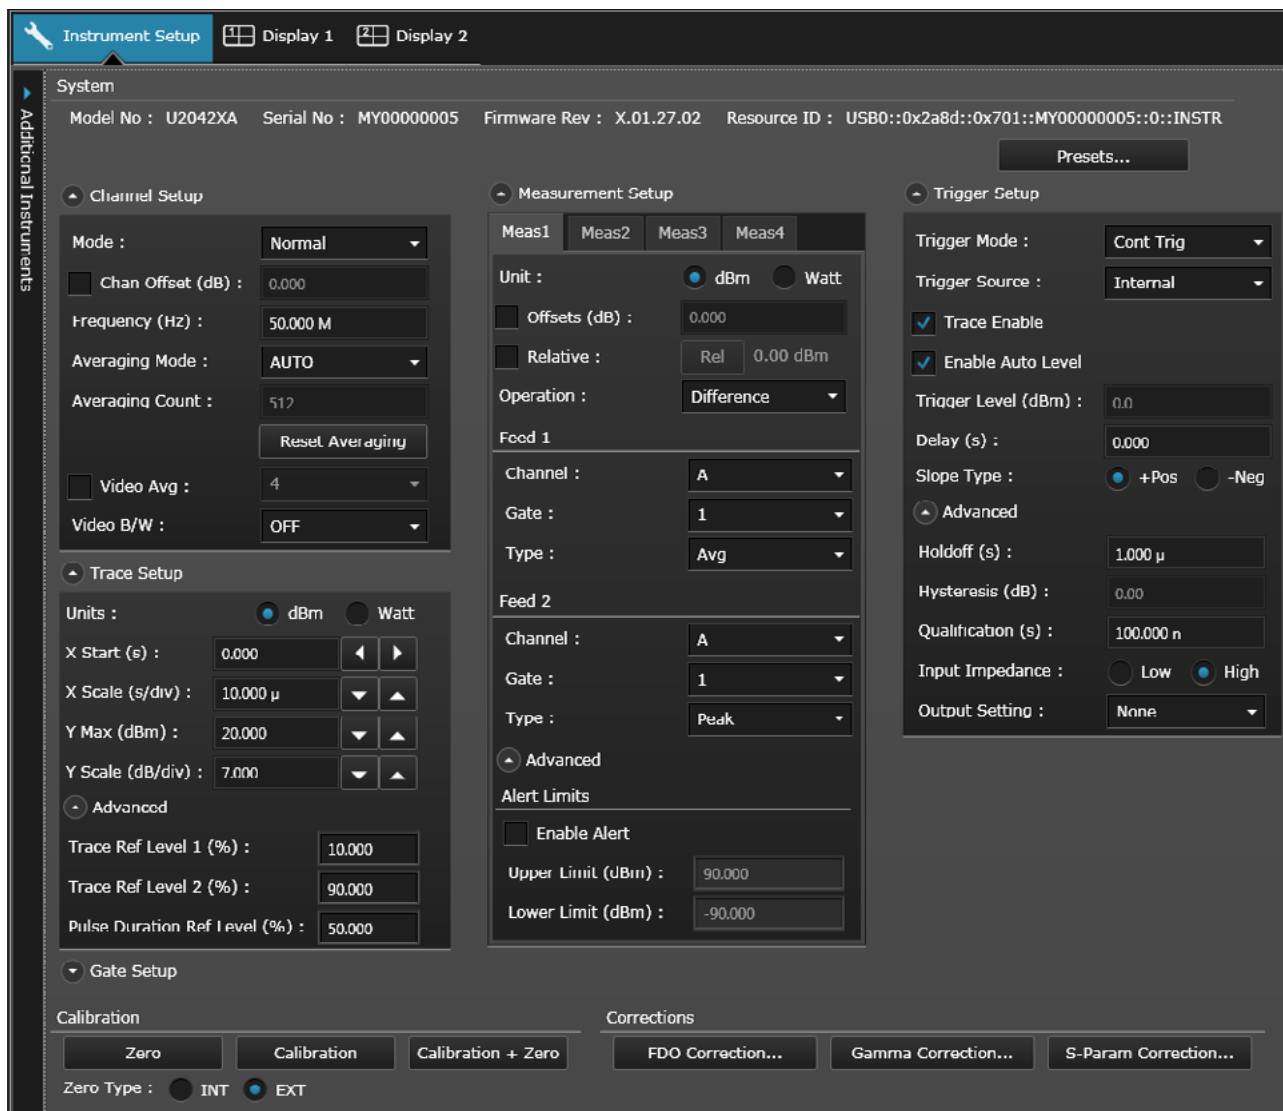 Instrument Setup
1 Display 1
2 Display 2
Additional Instruments
System
Model No : U2042XA Serial No : MY00000005 Firmware Rev : X.01.27.02 Resource ID : USB0::0x2a8d::0x701::MY00000005::0::INSTR
Presets...
Channel Setup
Mode : Normal
Chan Offset (dB) : 0.000
Frequency (Hz) : 50.000 M
Averaging Mode : AUTO
Averaging Count : 512
Reset Averaging
Video Avg : 4
Video B/W : OFF
Trace Setup
Units : dBm Watt
X Start (s) : 0.000
X Scale (s/div) : 10.000 µ
Y Max (dBm) : 20.000
Y Scale (dB/div) : 7.000
Advanced
Trace Ref Level 1 (%) : 10.000
Trace Ref Level 2 (%) : 90.000
Pulse Duration Ref Level (%) : 50.000
Gate Setup
Measurement Setup
Meas1 Meas2 Meas3 Meas4
Unit : dBm Watt
Offsets (dB) : 0.000
Relative : Rel 0.00 dBm
Operation : Difference
Feed 1
Channel : A
Gate : 1
Type : Avg
Feed 2
Channel : A
Gate : 1
Type : Peak
Advanced
Alert Limits
Enable Alert
Upper Limit (dBm) : 90.000
Lower Limit (dBm) : -90.000
Trigger Setup
Trigger Mode : Cont Trig
Trigger Source : Internal
Trace Enable
Enable Auto Level
Trigger Level (dBm) : 0.0
Delay (s) : 0.000
Slope Type : +Pos -Neg
Advanced
Holdoff (s) : 1.000 µ
Hysteresis (dB) : 0.00
Qualification (s) : 100.000 n
Input Impedance : Low High
Output Setting : None
Calibration
Zero Calibration Calibration + Zero
Zero Type : INT EXT
Corrections
FDO Correction... Gamma Correction... S-Param Correction...